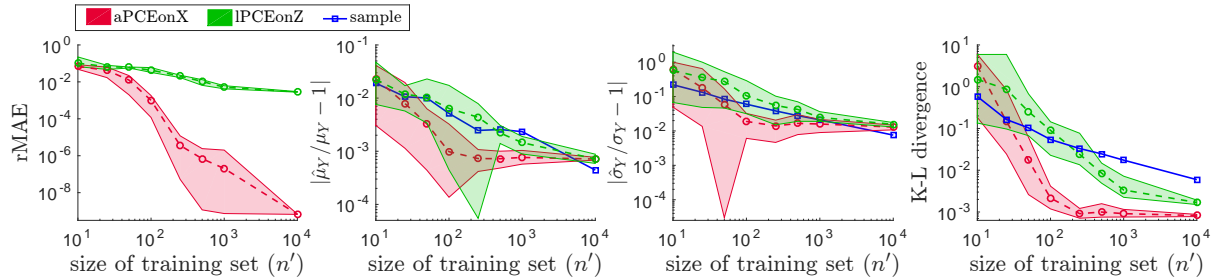 aPCEonX lPCEonZ sample
rMAE
10^0
10^-2
10^-4
10^-6
10^-8
10^1 10^2 10^3 10^4
size of training set (n′)
|μ̂_Y/μ_Y − 1|
10^-1
10^-2
10^-3
10^-4
10^1 10^2 10^3 10^4
size of training set (n′)
|σ̂_Y/σ_Y − 1|
10^0
10^-1
10^-2
10^-3
10^-4
10^1 10^2 10^3 10^4
size of training set (n′)
K-L divergence
10^1
10^0
10^-1
10^-2
10^-3
10^1 10^2 10^3 10^4
size of training set (n′)